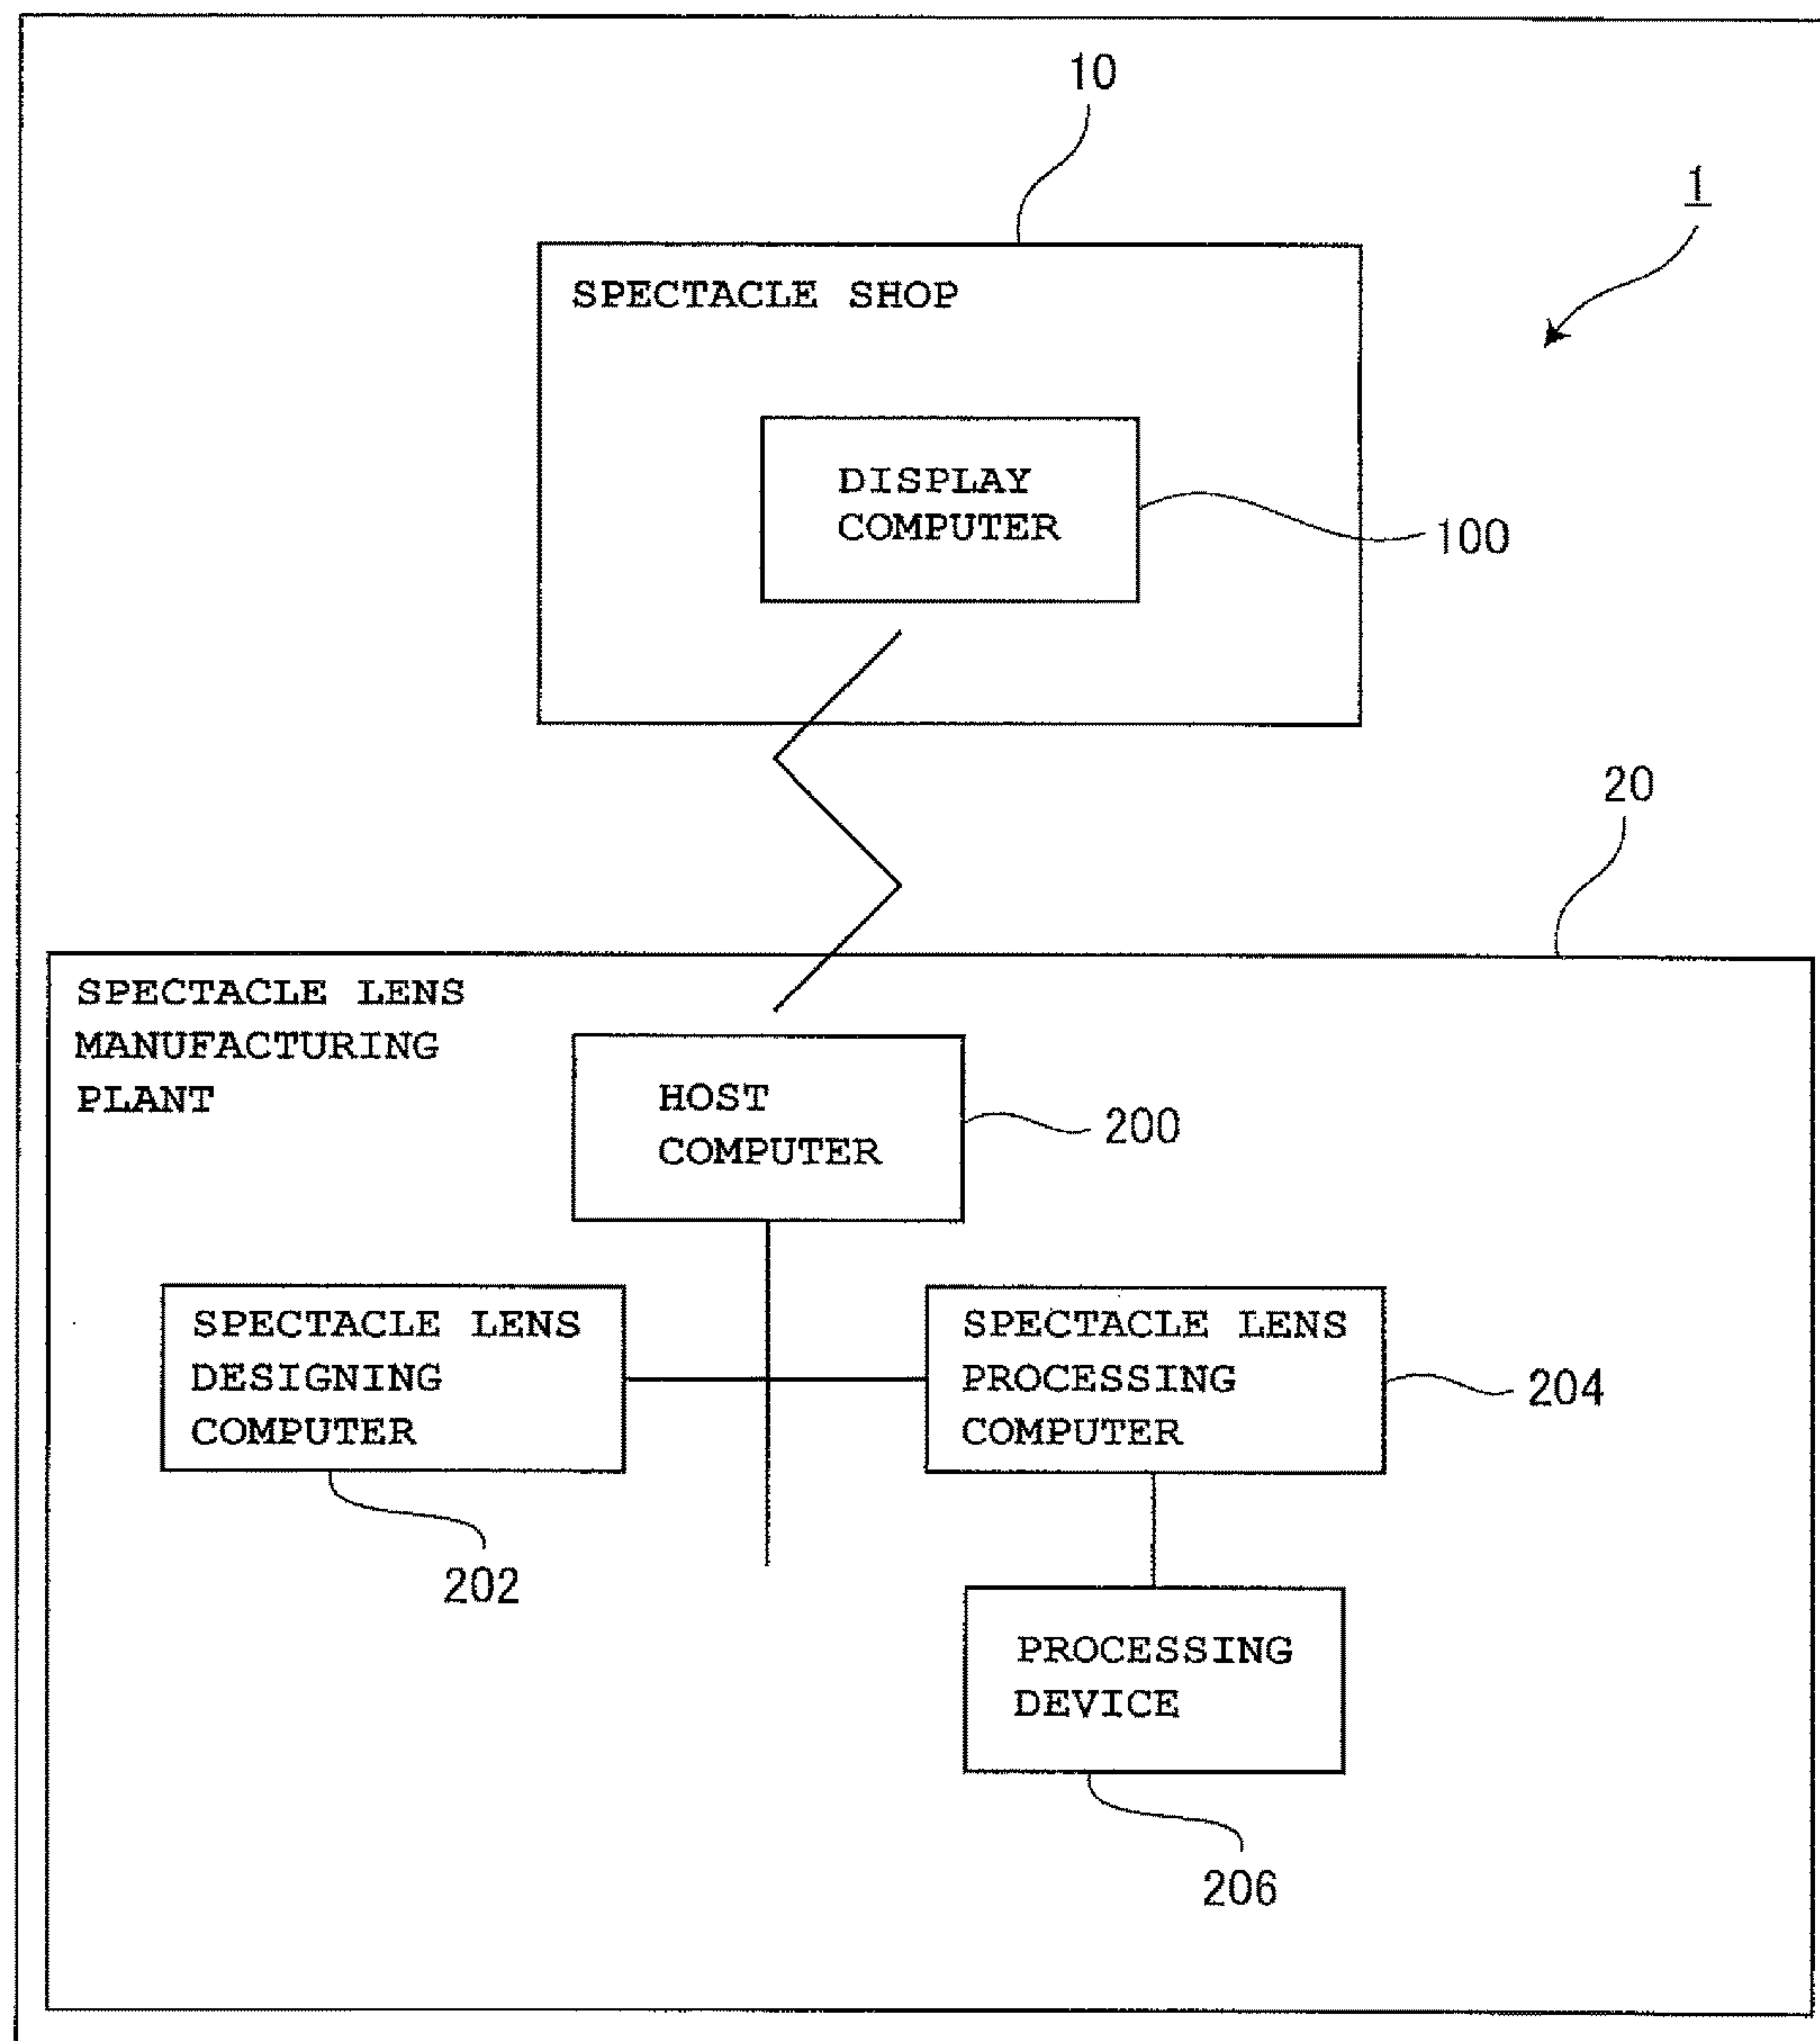 10
1
SPECTACLE SHOP
DISPLAY
COMPUTER
100
20
SPECTACLE LENS
MANUFACTURING
PLANT
HOST
COMPUTER
200
SPECTACLE LENS
DESIGNING
COMPUTER
202
SPECTACLE LENS
PROCESSING
COMPUTER
204
PROCESSING
DEVICE
206